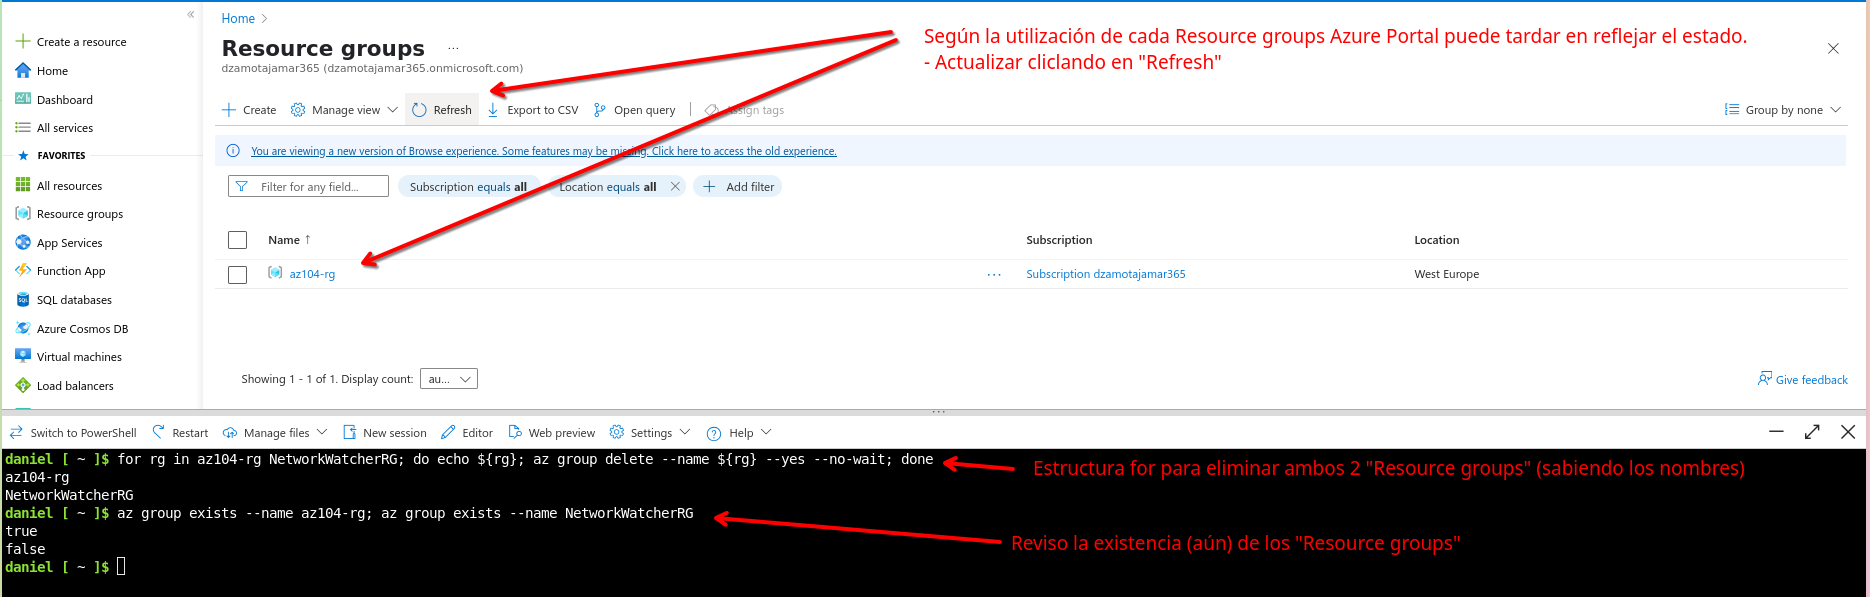 «
Create a resource
Home
Dashboard
All services
FAVORITES
All resources
Resource groups
App Services
Function App
SQL databases
Azure Cosmos DB
Virtual machines
Load balancers
Home >
Resource groups ...
dzamotajamar365 (dzamotajamar365.onmicrosoft.com)
Según la utilización de cada Resource groups Azure Portal puede tardar en reflejar el estado.
- Actualizar cliclando en "Refresh"
+ Create Manage view Refresh Export to CSV Open query | Assign tags Group by none
You are viewing a new version of Browse experience. Some features may be missing. Click here to access the old experience.
Filter for any field... Subscription equals all Location equals all Add filter
Name ↑ Subscription Location
az104-rg ... Subscription dzamotajamar365 West Europe
Showing 1 - 1 of 1. Display count: au...
Give feedback
Switch to PowerShell Restart Manage files New session Editor Web preview Settings Help
daniel [ ~ ]$ for rg in az104-rg NetworkWatcherRG; do echo ${rg}; az group delete --name ${rg} --yes --no-wait; done
Estructura for para eliminar ambos 2 "Resource groups" (sabiendo los nombres)
az104-rg
NetworkWatcherRG
daniel [ ~ ]$ az group exists --name az104-rg; az group exists --name NetworkWatcherRG
true
Reviso la existencia (aún) de los "Resource groups"
false
daniel [ ~ ]$